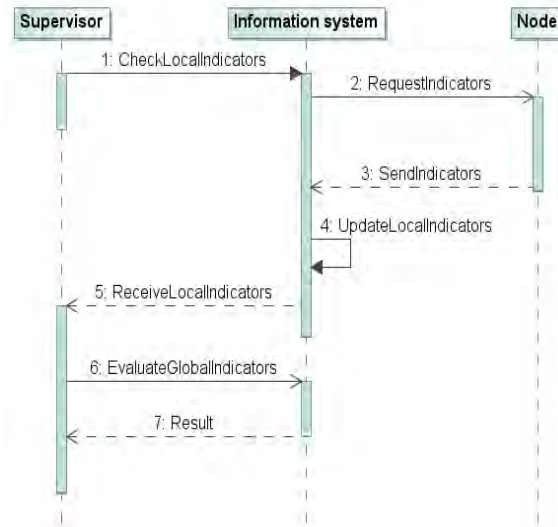 Supervisor
Information system
Node
1: CheckLocalIndicators
2: RequestIndicators
3: SendIndicators
4: UpdateLocalIndicators
5: ReceiveLocalIndicators
6: EvaluateGlobalIndicators
7: Result